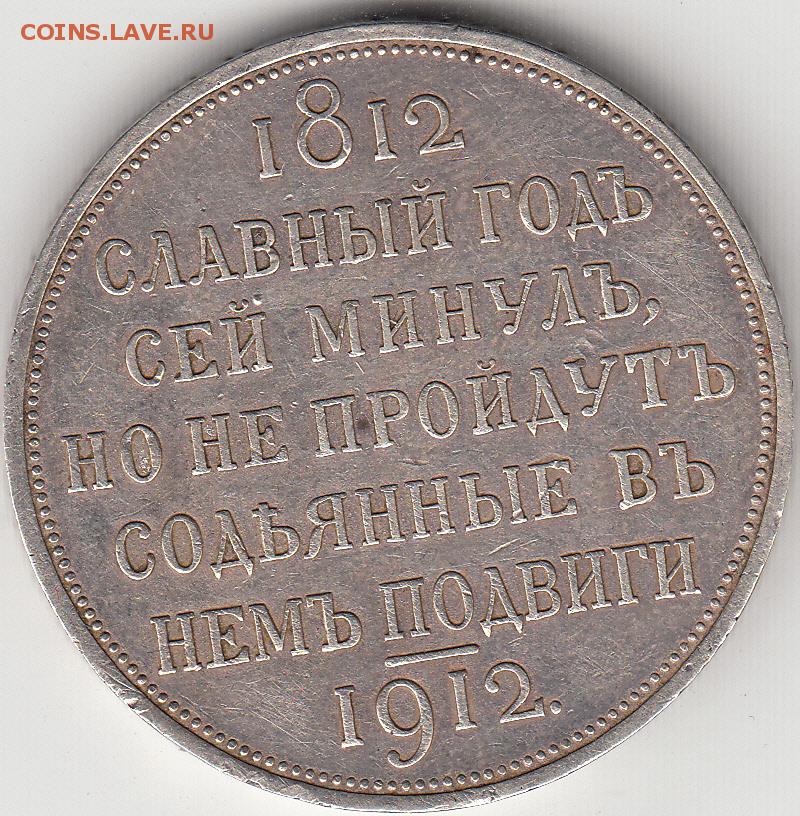 COINS.LAVE.RU
1812
СЛАВНЫЙ ГОДЪ
СЕЙ МИНУЛЪ,
НО НЕ ПРОЙДУТЪ
СОДѢЯННЫЕ ВЪ
НЕМЪ ПОДВИГИ
1912.